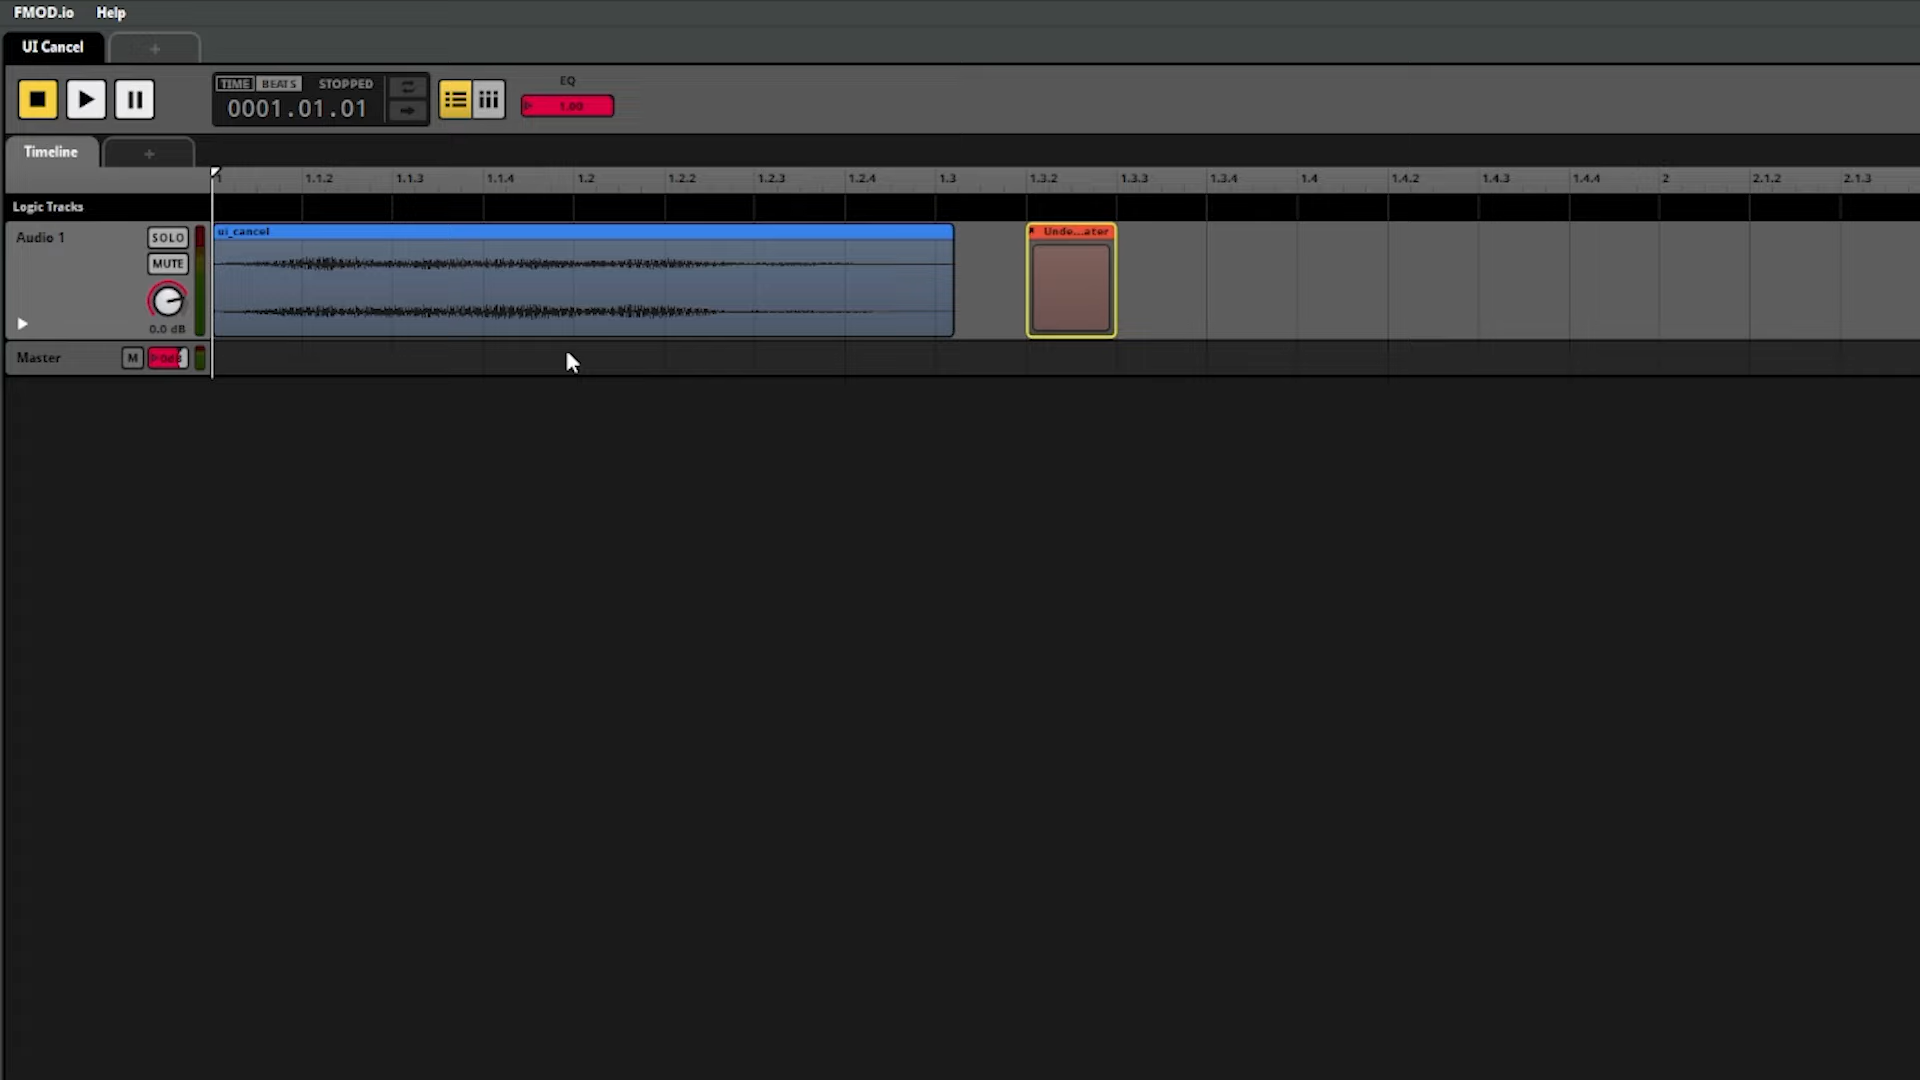 FMOD.io Help
UI Cancel +
TIME BEATS STOPPED
0001.01.01
EQ
1.00
Timeline +
1 1.1.2 1.1.3 1.1.4 1.2 1.2.2 1.2.3 1.2.4 1.3 1.3.2 1.3.3 1.3.4 1.4 1.4.2 1.4.3 1.4.4 2 2.1.2 2.1.3
Logic Tracks
Audio 1 SOLO
ui_cancel
Unde...ater
MUTE
0.0 dB
Master M